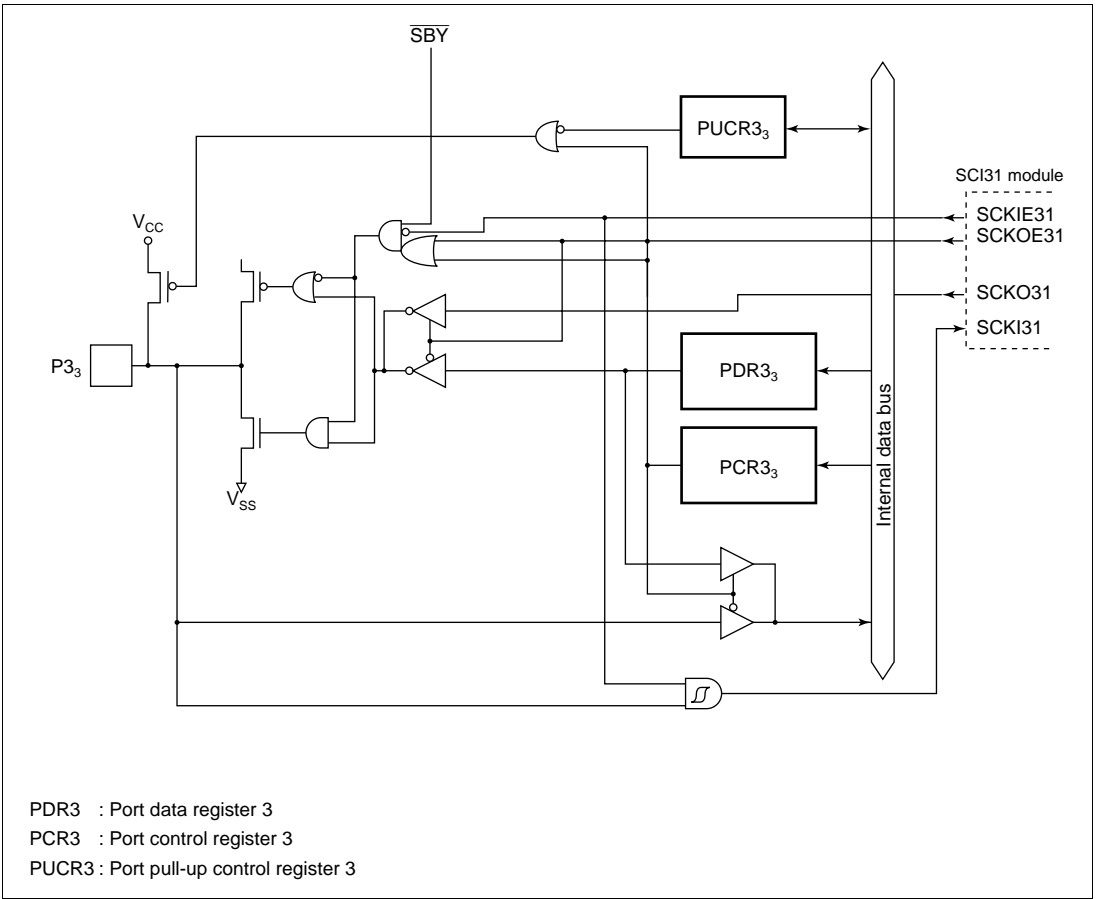 SBY
PUCR3₃
SCI31 module
SCKIE31
SCKOE31
SCKO31
SCKI31
V_CC
P3₃
PDR3₃
PCR3₃
V_SS
Internal data bus
PDR3 : Port data register 3
PCR3 : Port control register 3
PUCR3 : Port pull-up control register 3